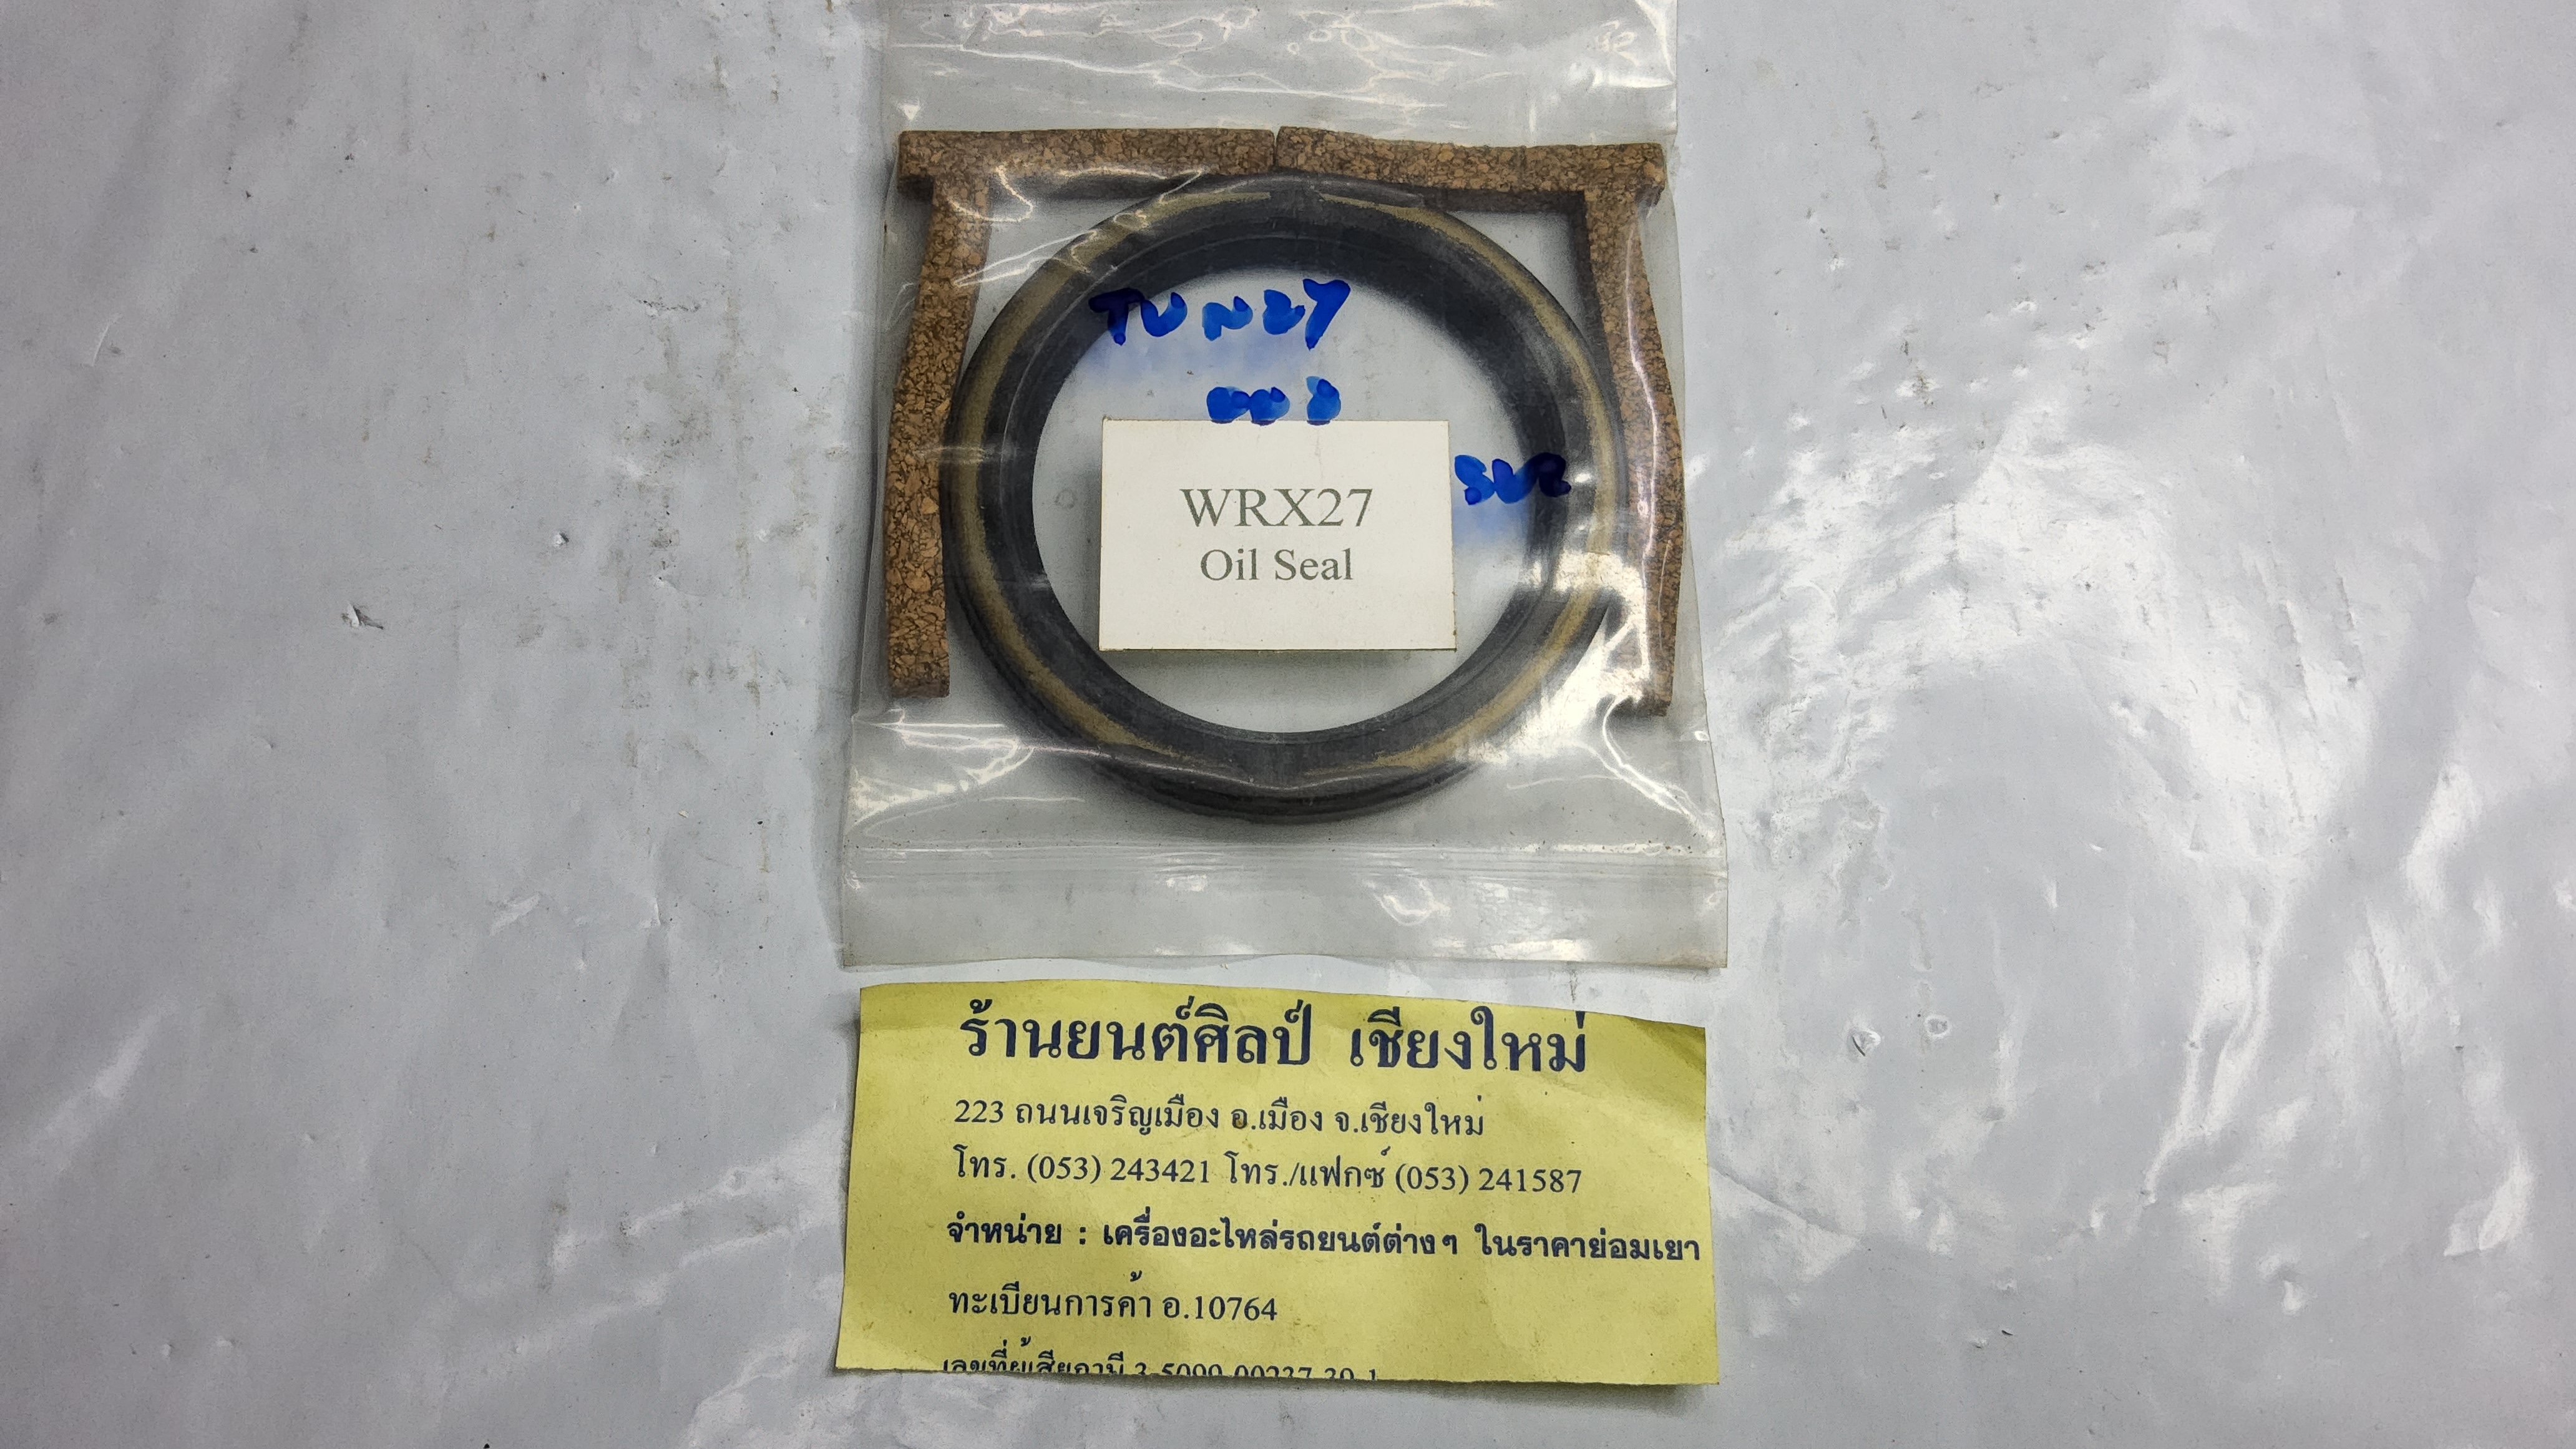 WRX27
Oil Seal
ร้านยนต์ศิลป์ เชียงใหม่
223 ถนนเจริญเมือง อ.เมือง จ.เชียงใหม่
โทร. (053) 243421 โทร./แฟกซ์ (053) 241587
จำหน่าย : เครื่องอะไหล่รถยนต์ต่างๆ ในราคาย่อมเยา
ทะเบียนการค้า อ.10764